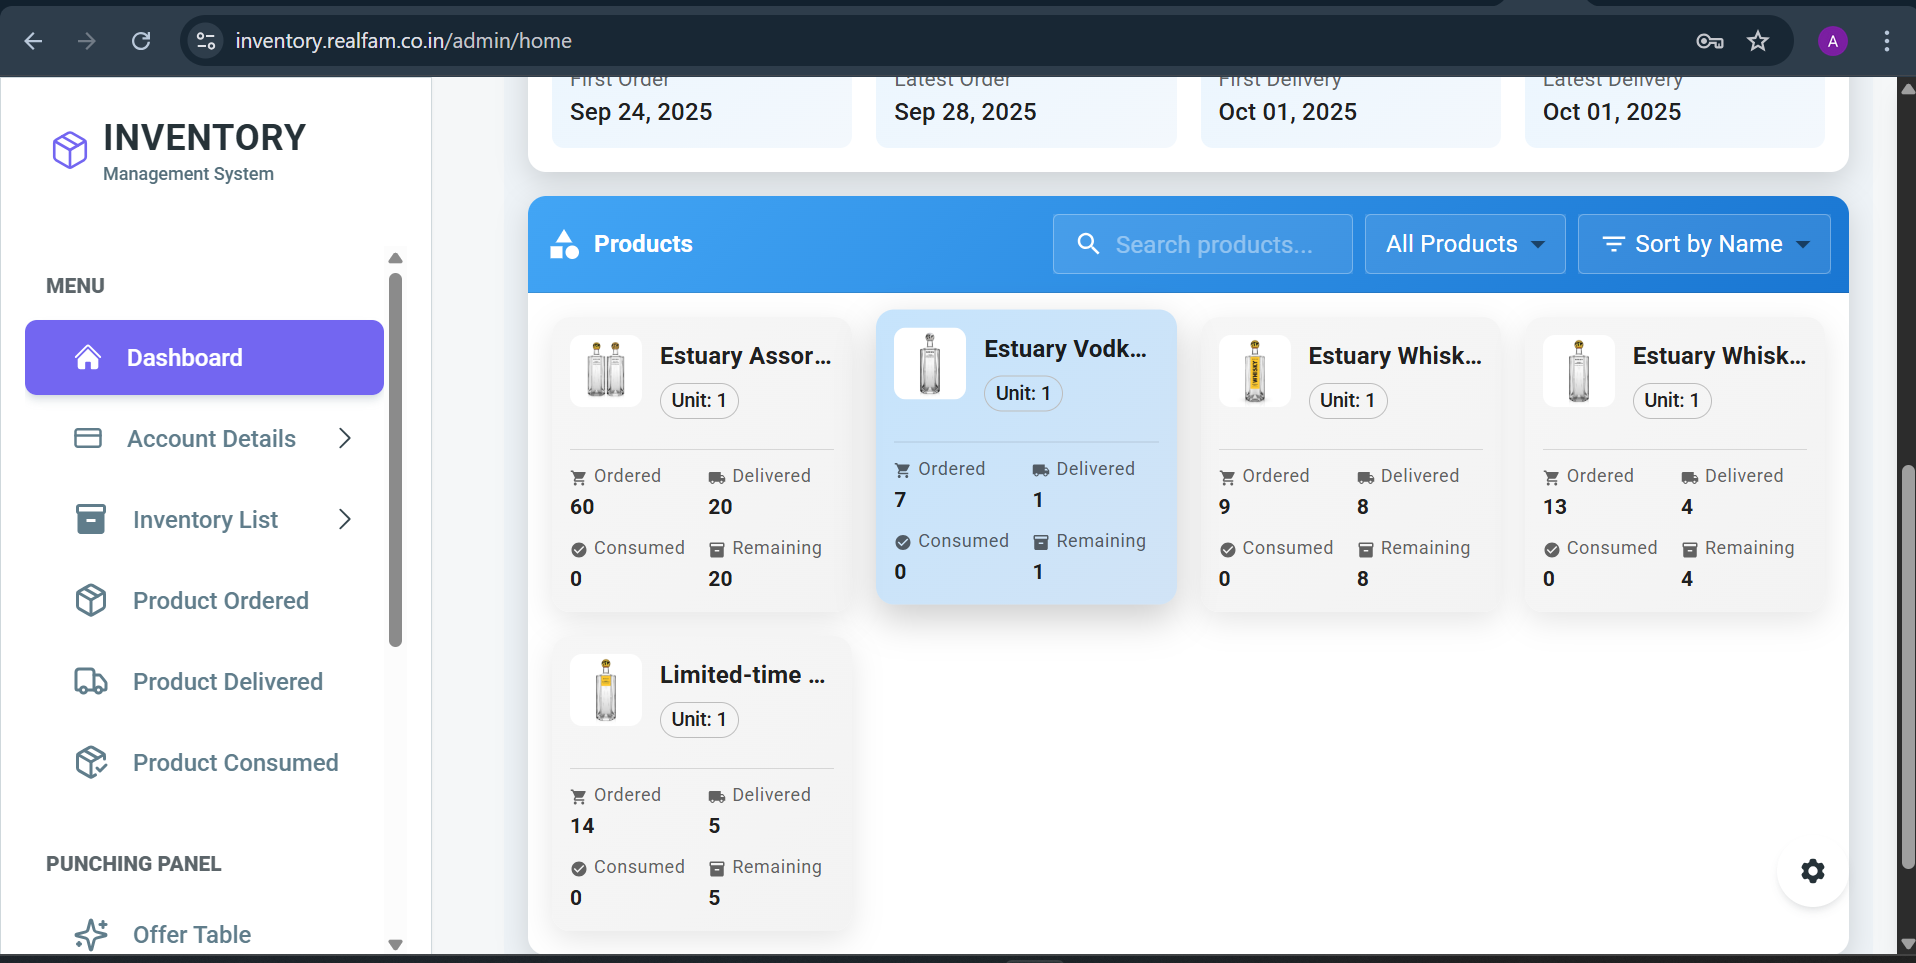 inventory.realfam.co.in/admin/home
A
INVENTORY
Management System
MENU
Dashboard
Account Details
Inventory List
Product Ordered
Product Delivered
Product Consumed
PUNCHING PANEL
Offer Table
First Order
Sep 24, 2025
Latest Order
Sep 28, 2025
First Delivery
Oct 01, 2025
Latest Delivery
Oct 01, 2025
Products
Search products...
All Products
Sort by Name
Estuary Assor...
Unit: 1
Ordered
60
Delivered
20
Consumed
0
Remaining
20
Estuary Vodk...
Unit: 1
Ordered
7
Delivered
1
Consumed
0
Remaining
1
Estuary Whisk...
Unit: 1
Ordered
9
Delivered
8
Consumed
0
Remaining
8
Estuary Whisk...
Unit: 1
Ordered
13
Delivered
4
Consumed
0
Remaining
4
Limited-time ...
Unit: 1
Ordered
14
Delivered
5
Consumed
0
Remaining
5